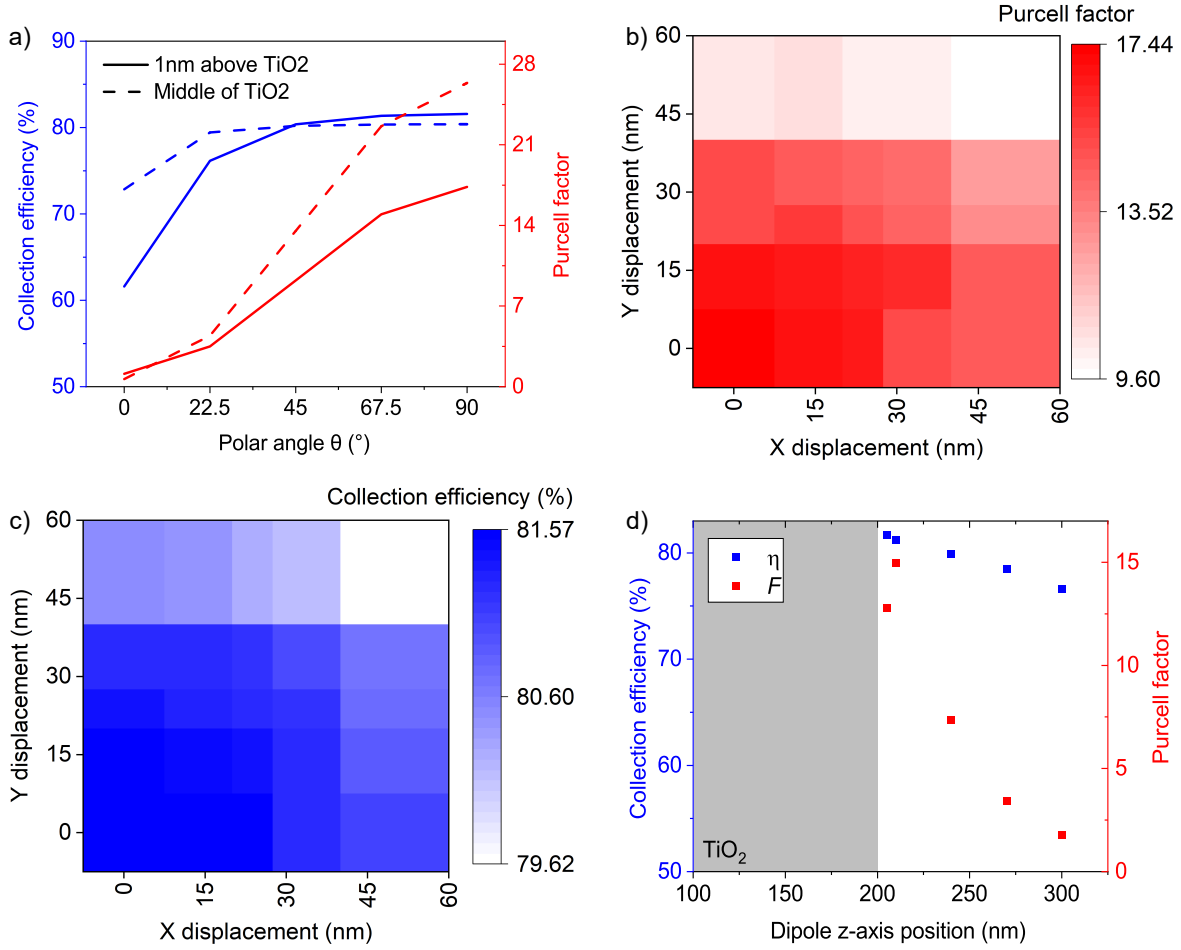 a)
90
80
70
60
50
Collection efficiency (%)
1nm above TiO2
Middle of TiO2
28
21
14
7
0
Purcell factor
0 22.5 45 67.5 90
Polar angle θ (°)
b)
Purcell factor
60
45
30
15
0
Y displacement (nm)
0 15 30 45 60
X displacement (nm)
17.44
13.52
9.60
c)
Collection efficiency (%)
60
45
30
15
0
Y displacement (nm)
0 15 30 45 60
X displacement (nm)
81.57
80.60
79.62
d)
80
70
60
50
Collection efficiency (%)
η
F
TiO₂
15
10
5
0
Purcell factor
100 150 200 250 300
Dipole z-axis position (nm)